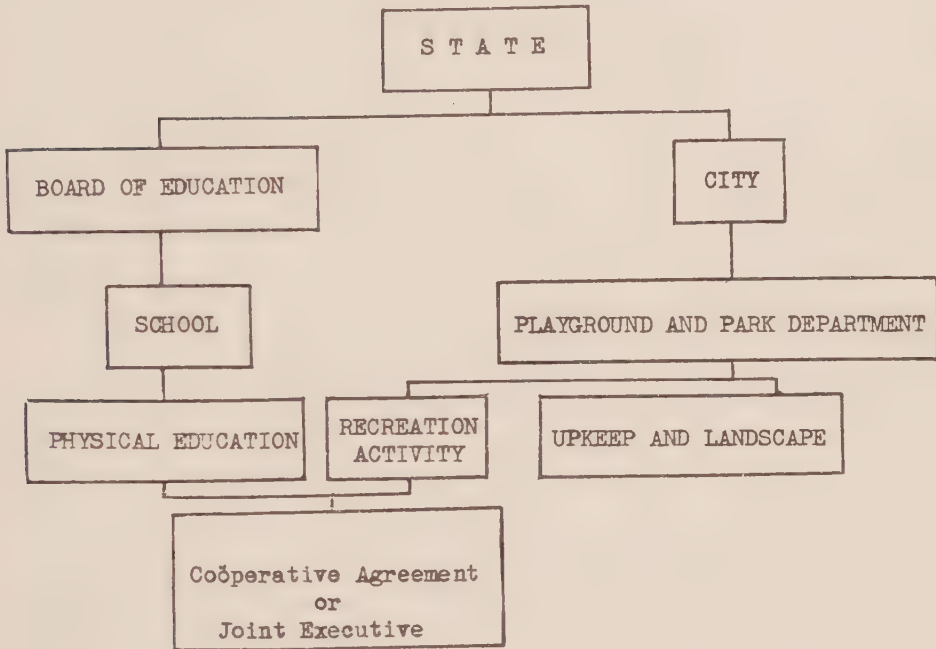 S T A T E
BOARD OF EDUCATION
CITY
SCHOOL
PLAYGROUND AND PARK DEPARTMENT
PHYSICAL EDUCATION
RECREATION
ACTIVITY
UPKEEP AND LANDSCAPE
Coöperative Agreement
or
Joint Executive